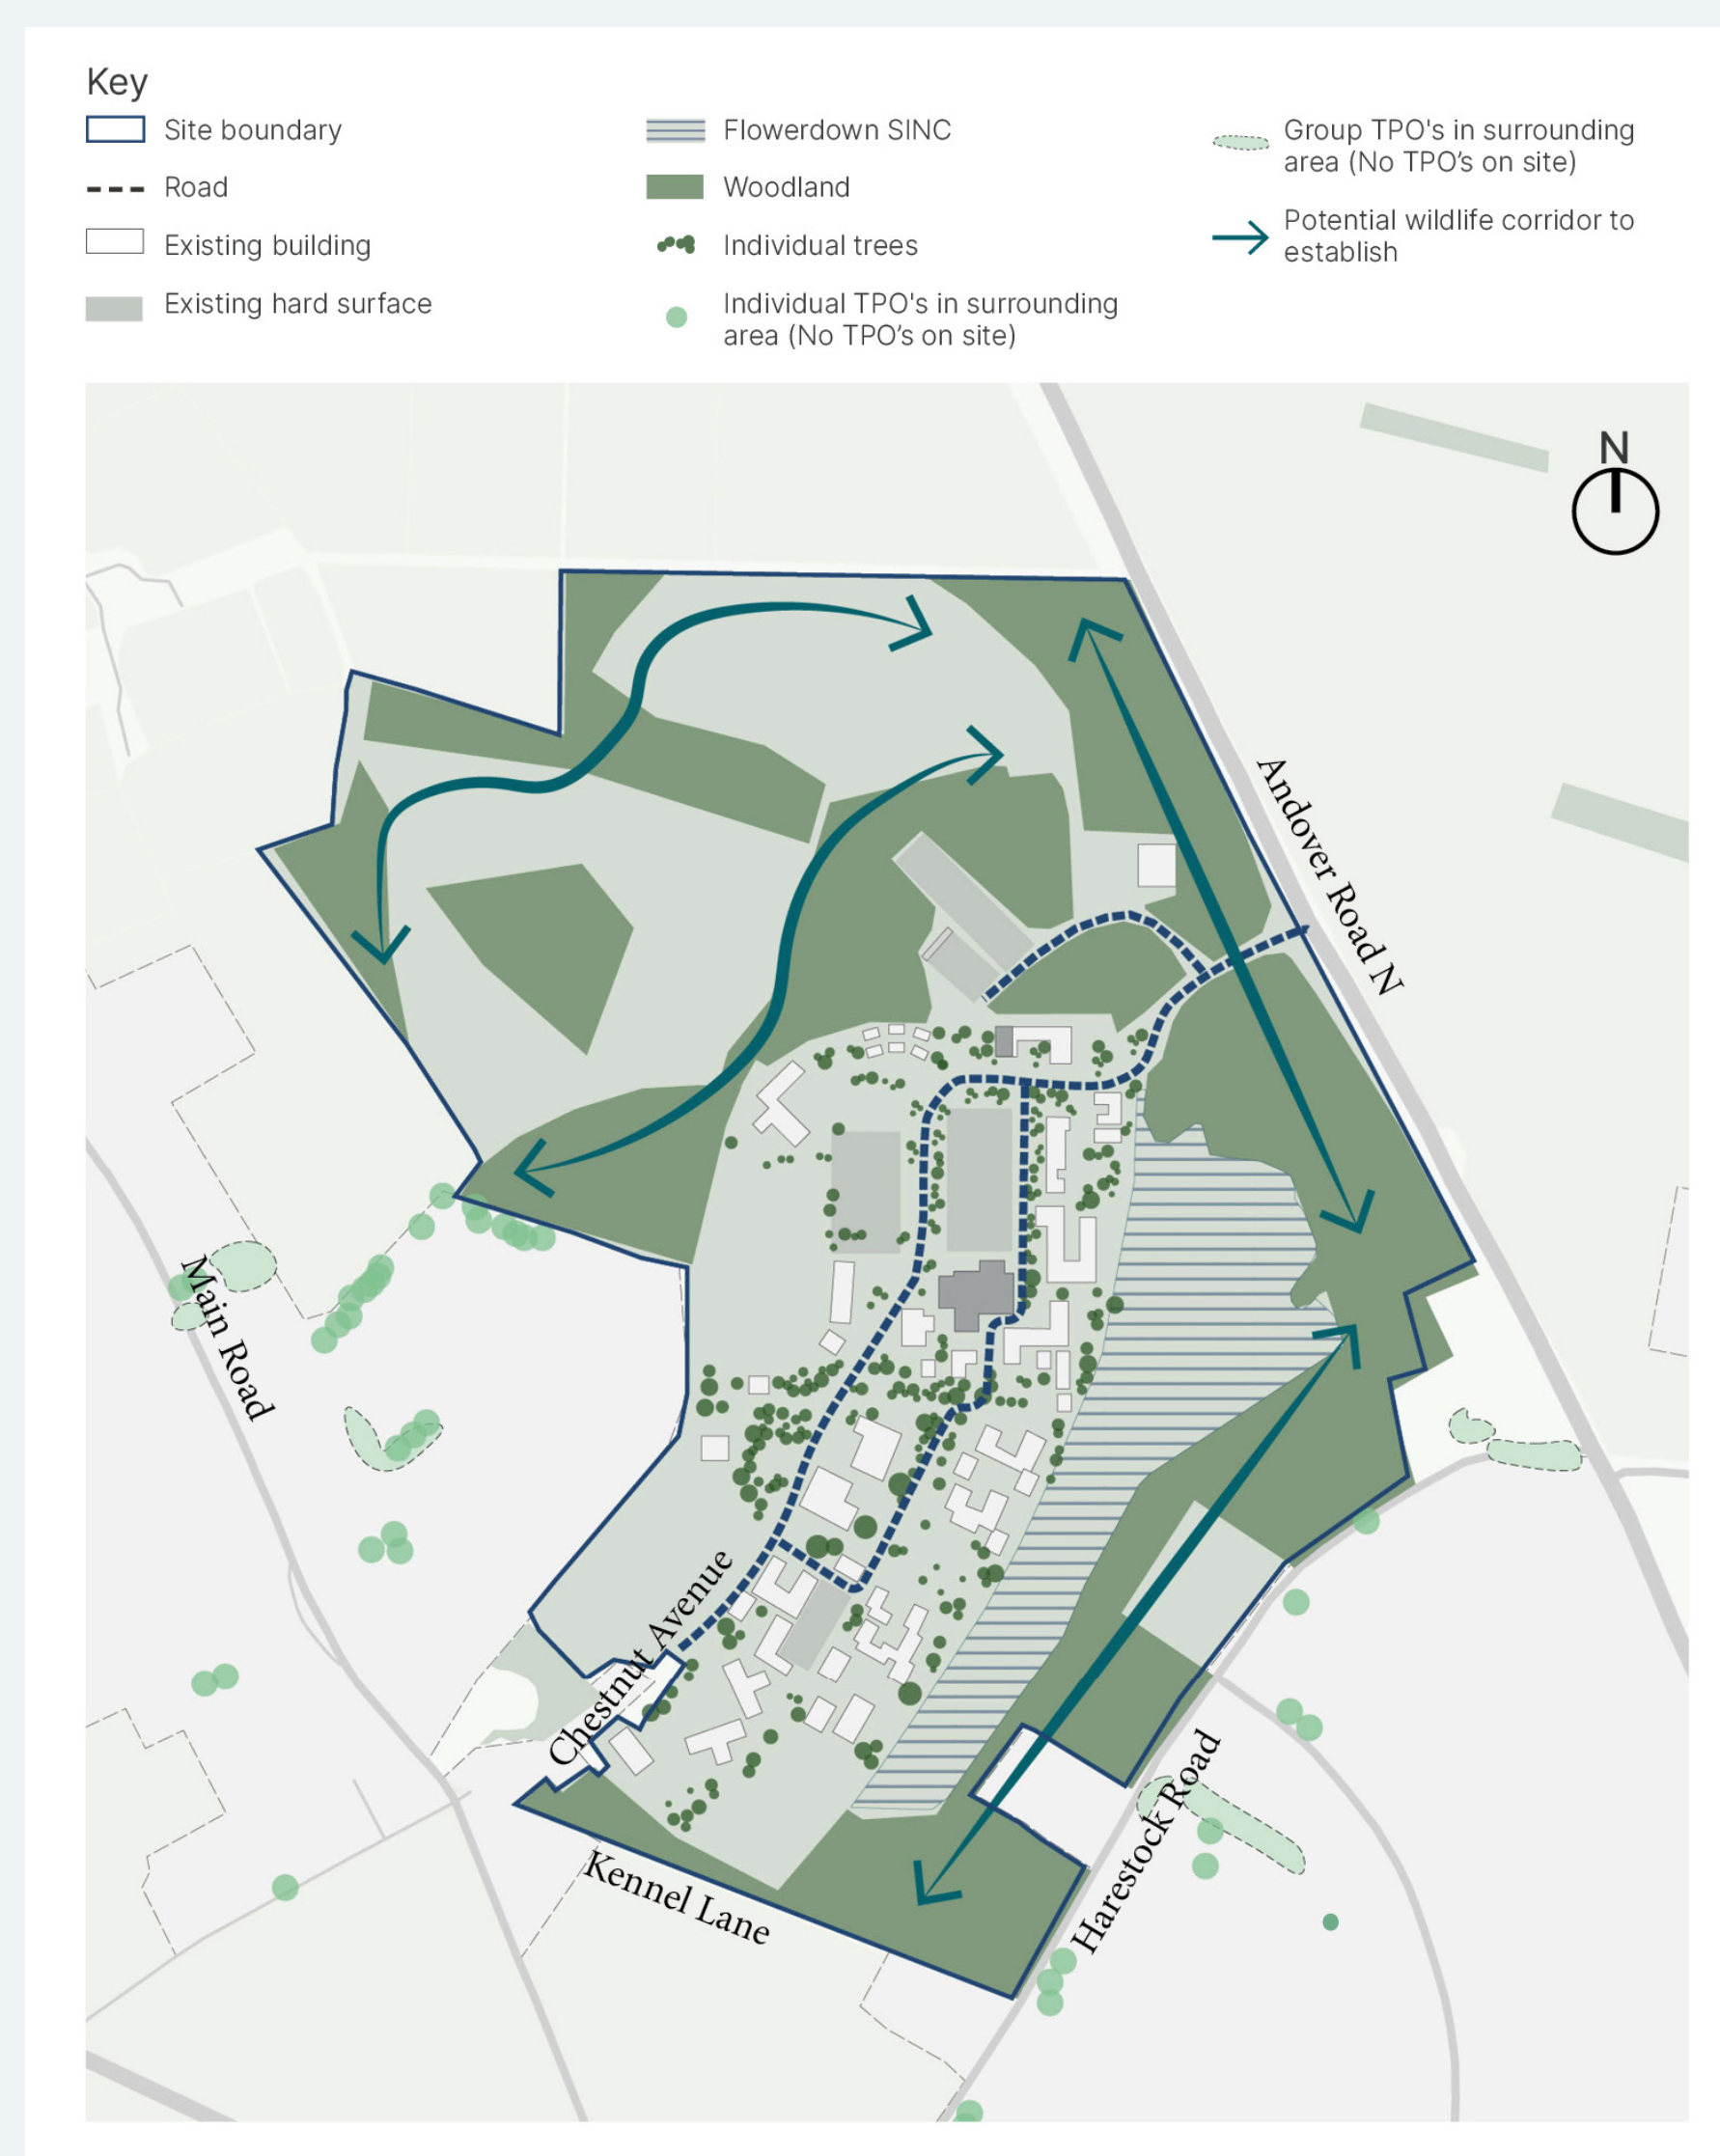 Key
Site boundary
Road
Existing building
Existing hard surface
Flowerdown SINC
Woodland
Individual trees
Individual TPO's in surrounding
area (No TPO’s on site)
Group TPO's in surrounding
area (No TPO’s on site)
Potential wildlife corridor to
establish
N
Andover Road N
Main Road
Chestnut Avenue
Kennel Lane
Harestock Road